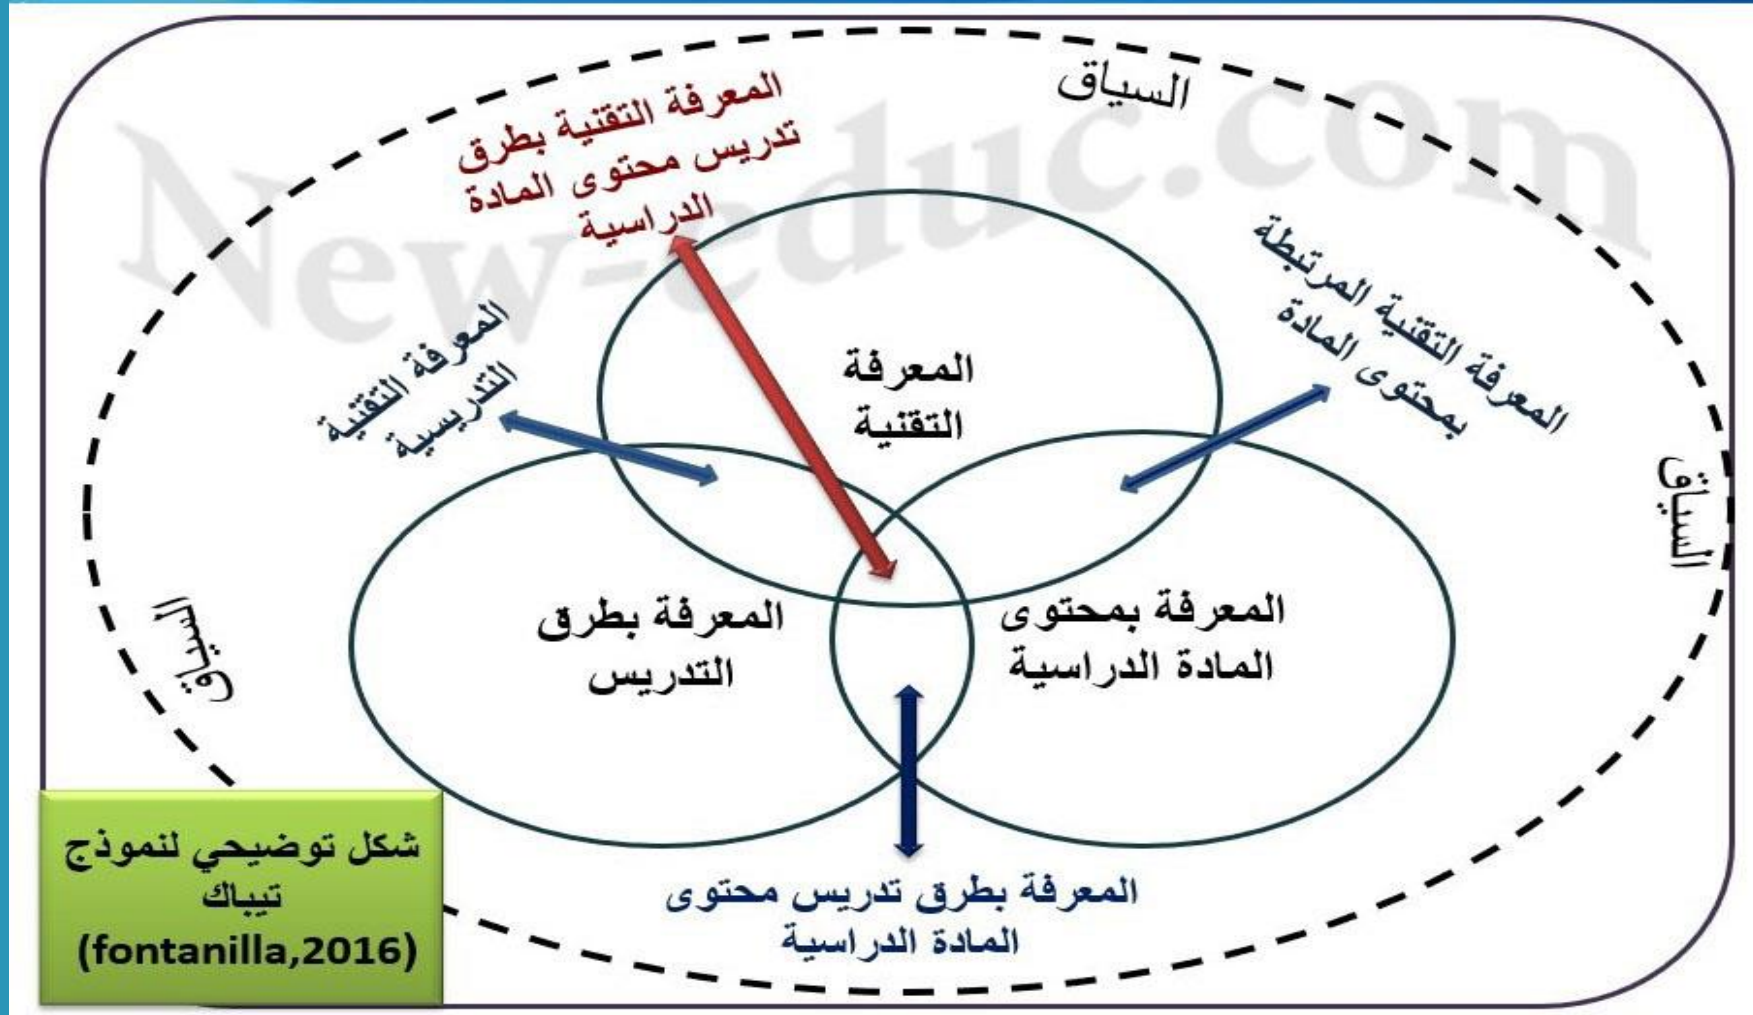 السياق
المعرفة التقنية بطرق
تدريس محتوى المادة
الدراسية
New-educ.com
المعرفة التقنية المرتبطة
بمحتوى المادة
المعرفة التقنية
التدريسية
المعرفة
التقنية
السياق
السياق
المعرفة بطرق
التدريس
المعرفة بمحتوى
المادة الدراسية
المعرفة بطرق تدريس محتوى
المادة الدراسية
شكل توضيحي لنموذج
تيباك
(fontanilla,2016)